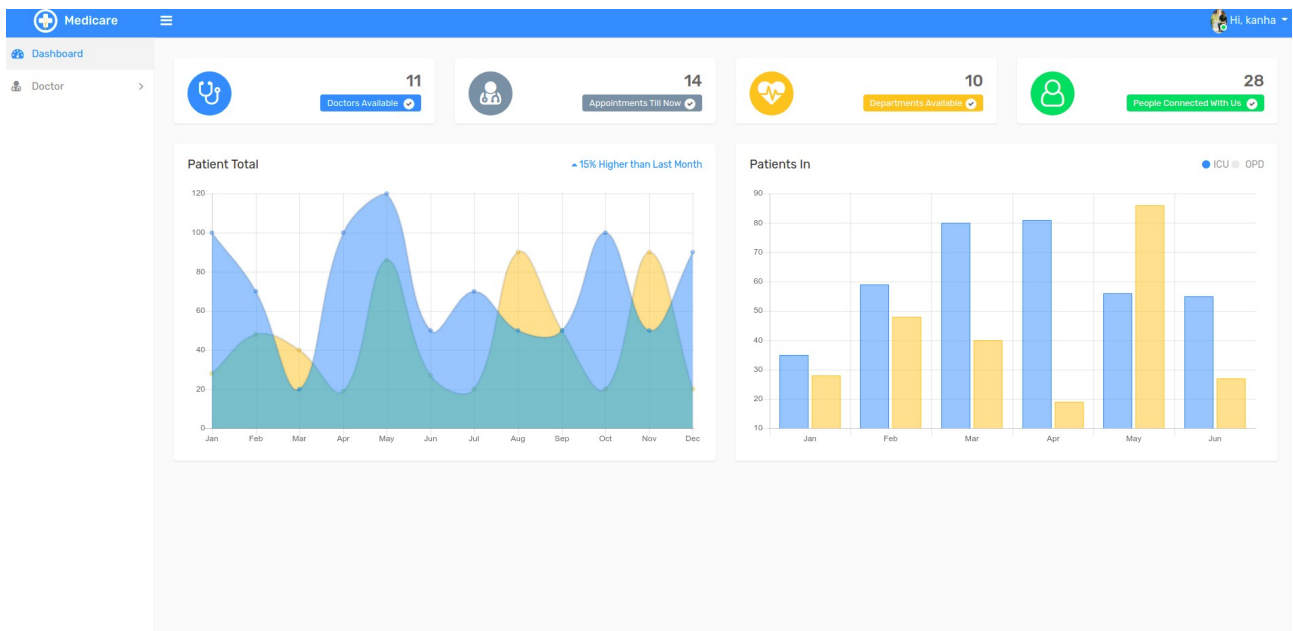 Medicare
Hi, kanha
Dashboard
Doctor
11
Doctors Available
14
Appointments Till Now
10
Departments Available
28
People Connected With Us
Patient Total
15% Higher than Last Month
120
100
80
60
40
20
0
Jan Feb Mar Apr May Jun Jul Aug Sep Oct Nov Dec
Patients In
ICU OPD
90
80
70
60
50
40
30
20
10
Jan Feb Mar Apr May Jun